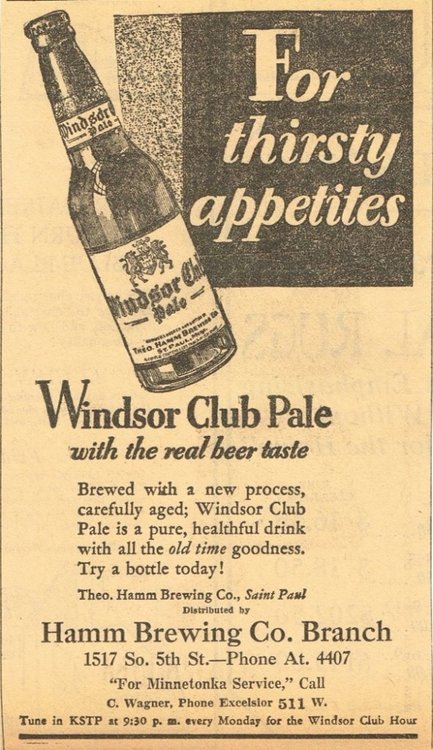 For
thirsty
appetites
Windsor
Pale
Windsor Club
Pale
THEO. HAMM BREWING CO.
ST. PAUL, MINN.
Windsor Club Pale
with the real beer taste
Brewed with a new process,
carefully aged; Windsor Club
Pale is a pure, healthful drink
with all the old time goodness.
Try a bottle today!
Theo. Hamm Brewing Co., Saint Paul
Distributed by
Hamm Brewing Co. Branch
1517 So. 5th St.—Phone At. 4407
"For Minnetonka Service," Call
C. Wagner, Phone Excelsior 511 W.
Tune in KSTP at 9:30 p. m. every Monday for the Windsor Club Hour